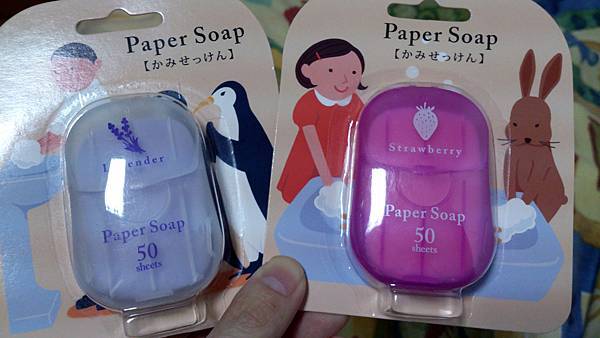 Paper Soap
【かみせっけん】
Lavender
Paper Soap
50
sheets
Paper Soap
【かみせっけん】
Strawberry
Paper Soap
50
sheets